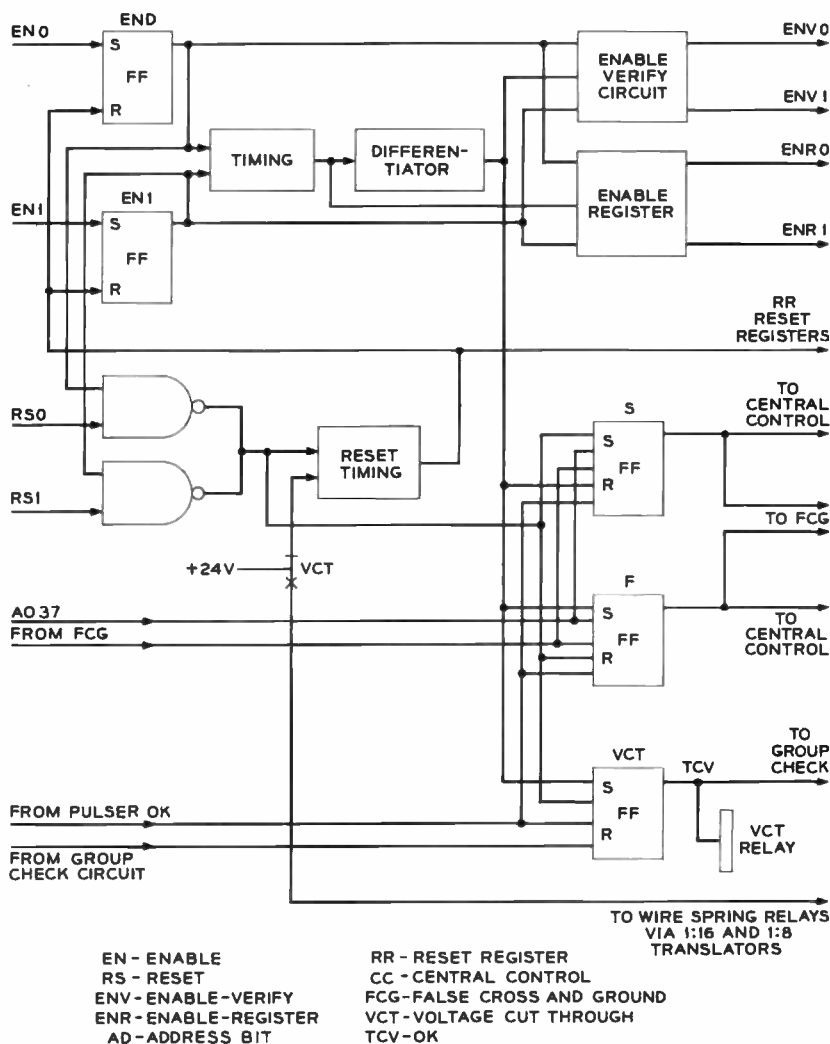 END
EN0
S
FF
R
ENV0
ENABLE
VERIFY
CIRCUIT
ENV1
TIMING
DIFFEREN-
TIATOR
ENR0
ENABLE
REGISTER
ENR1
EN1
EN1
S
FF
R
RR
RESET
REGISTERS
RS0
RS1
RESET
TIMING
TO
CENTRAL
CONTROL
S
S
FF
R
TO FCG
+24V
VCT
AO37
FROM FCG
F
S
FF
R
TO
CENTRAL
CONTROL
VCT
S
FF
R
TCV
TO
GROUP
CHECK
VCT
RELAY
FROM PULSER OK
FROM GROUP
CHECK CIRCUIT
TO WIRE SPRING RELAYS
VIA 1:16 AND 1:8
TRANSLATORS
EN-ENABLE
RS-RESET
ENV-ENABLE-VERIFY
ENR-ENABLE-REGISTER
AD-ADDRESS BIT
RR-RESET REGISTER
CC-CENTRAL CONTROL
FCG-FALSE CROSS AND GROUND
VCT-VOLTAGE CUT THROUGH
TCV-OK